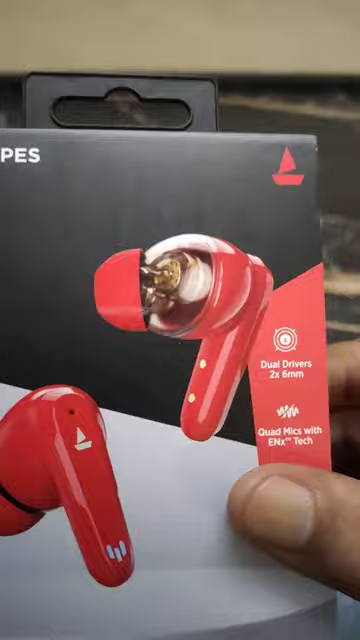 PES
Dual Drivers
2x 6mm
Quad Mics with
ENx™ Tech